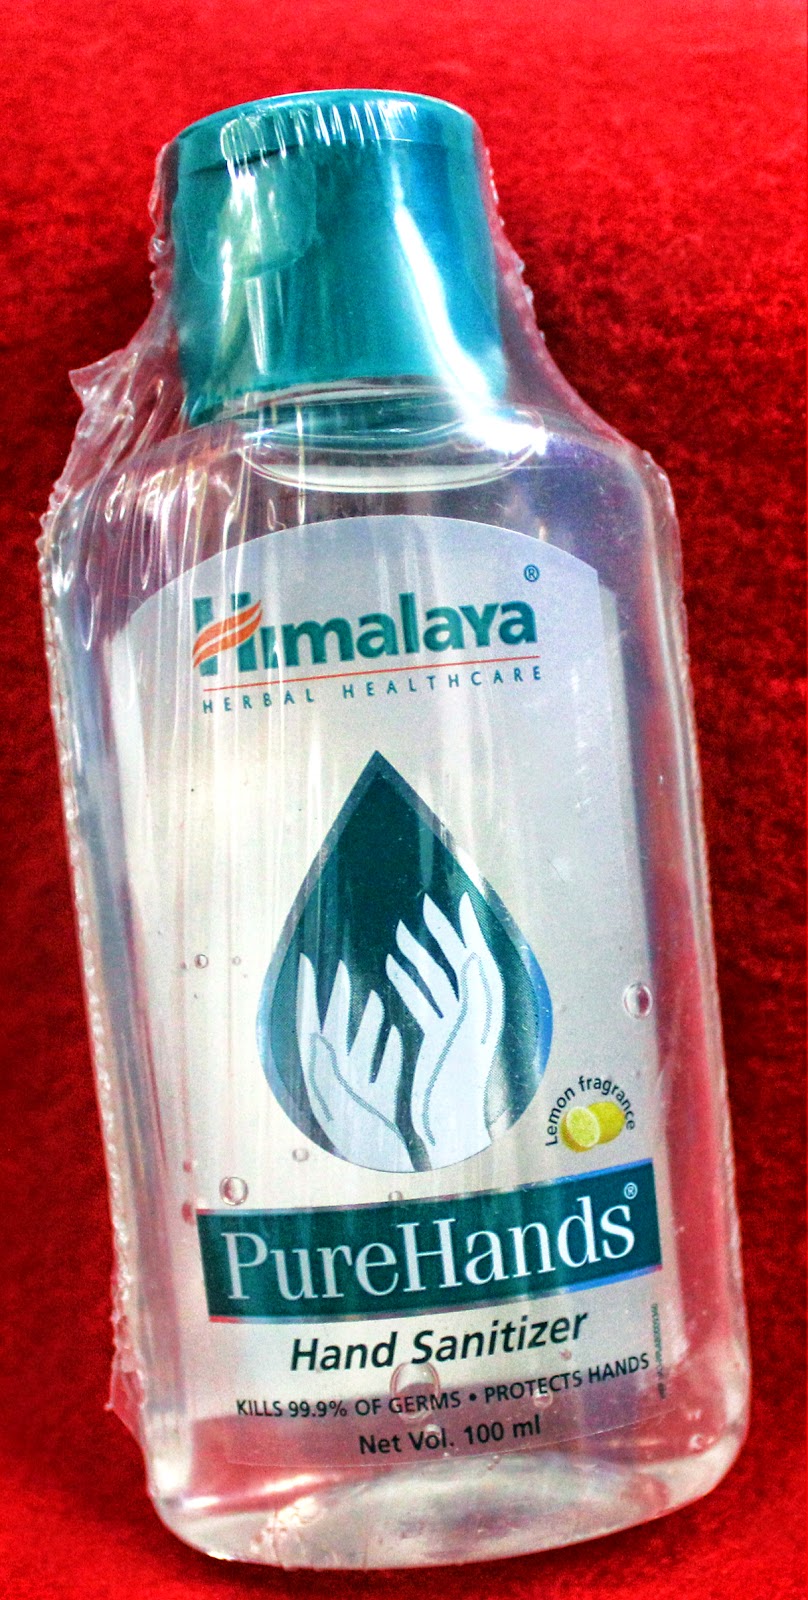 Himalaya®
HERBAL HEALTHCARE
Lemon fragrance
PureHands®
Hand Sanitizer
KILLS 99.9% OF GERMS • PROTECTS HANDS
Net Vol. 100 ml